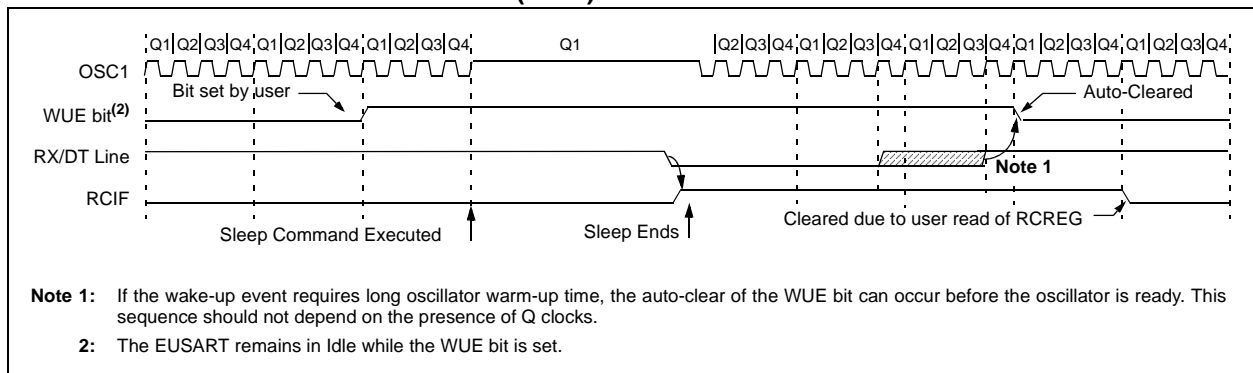 Q1 Q2 Q3 Q4 Q1 Q2 Q3 Q4 Q1 Q2 Q3 Q4 Q1 Q2 Q3 Q4 Q1 Q2 Q3 Q4 Q1 Q2 Q3 Q4 Q1 Q2 Q3 Q4 Q1 Q2 Q3 Q4
OSC1
Bit set by user
Auto-Cleared
WUE bit(2)
RX/DT Line
Note 1
RCIF
Cleared due to user read of RCREG
Sleep Command Executed
Sleep Ends
Note 1: If the wake-up event requires long oscillator warm-up time, the auto-clear of the WUE bit can occur before the oscillator is ready. This
sequence should not depend on the presence of Q clocks.
2: The EUSART remains in Idle while the WUE bit is set.